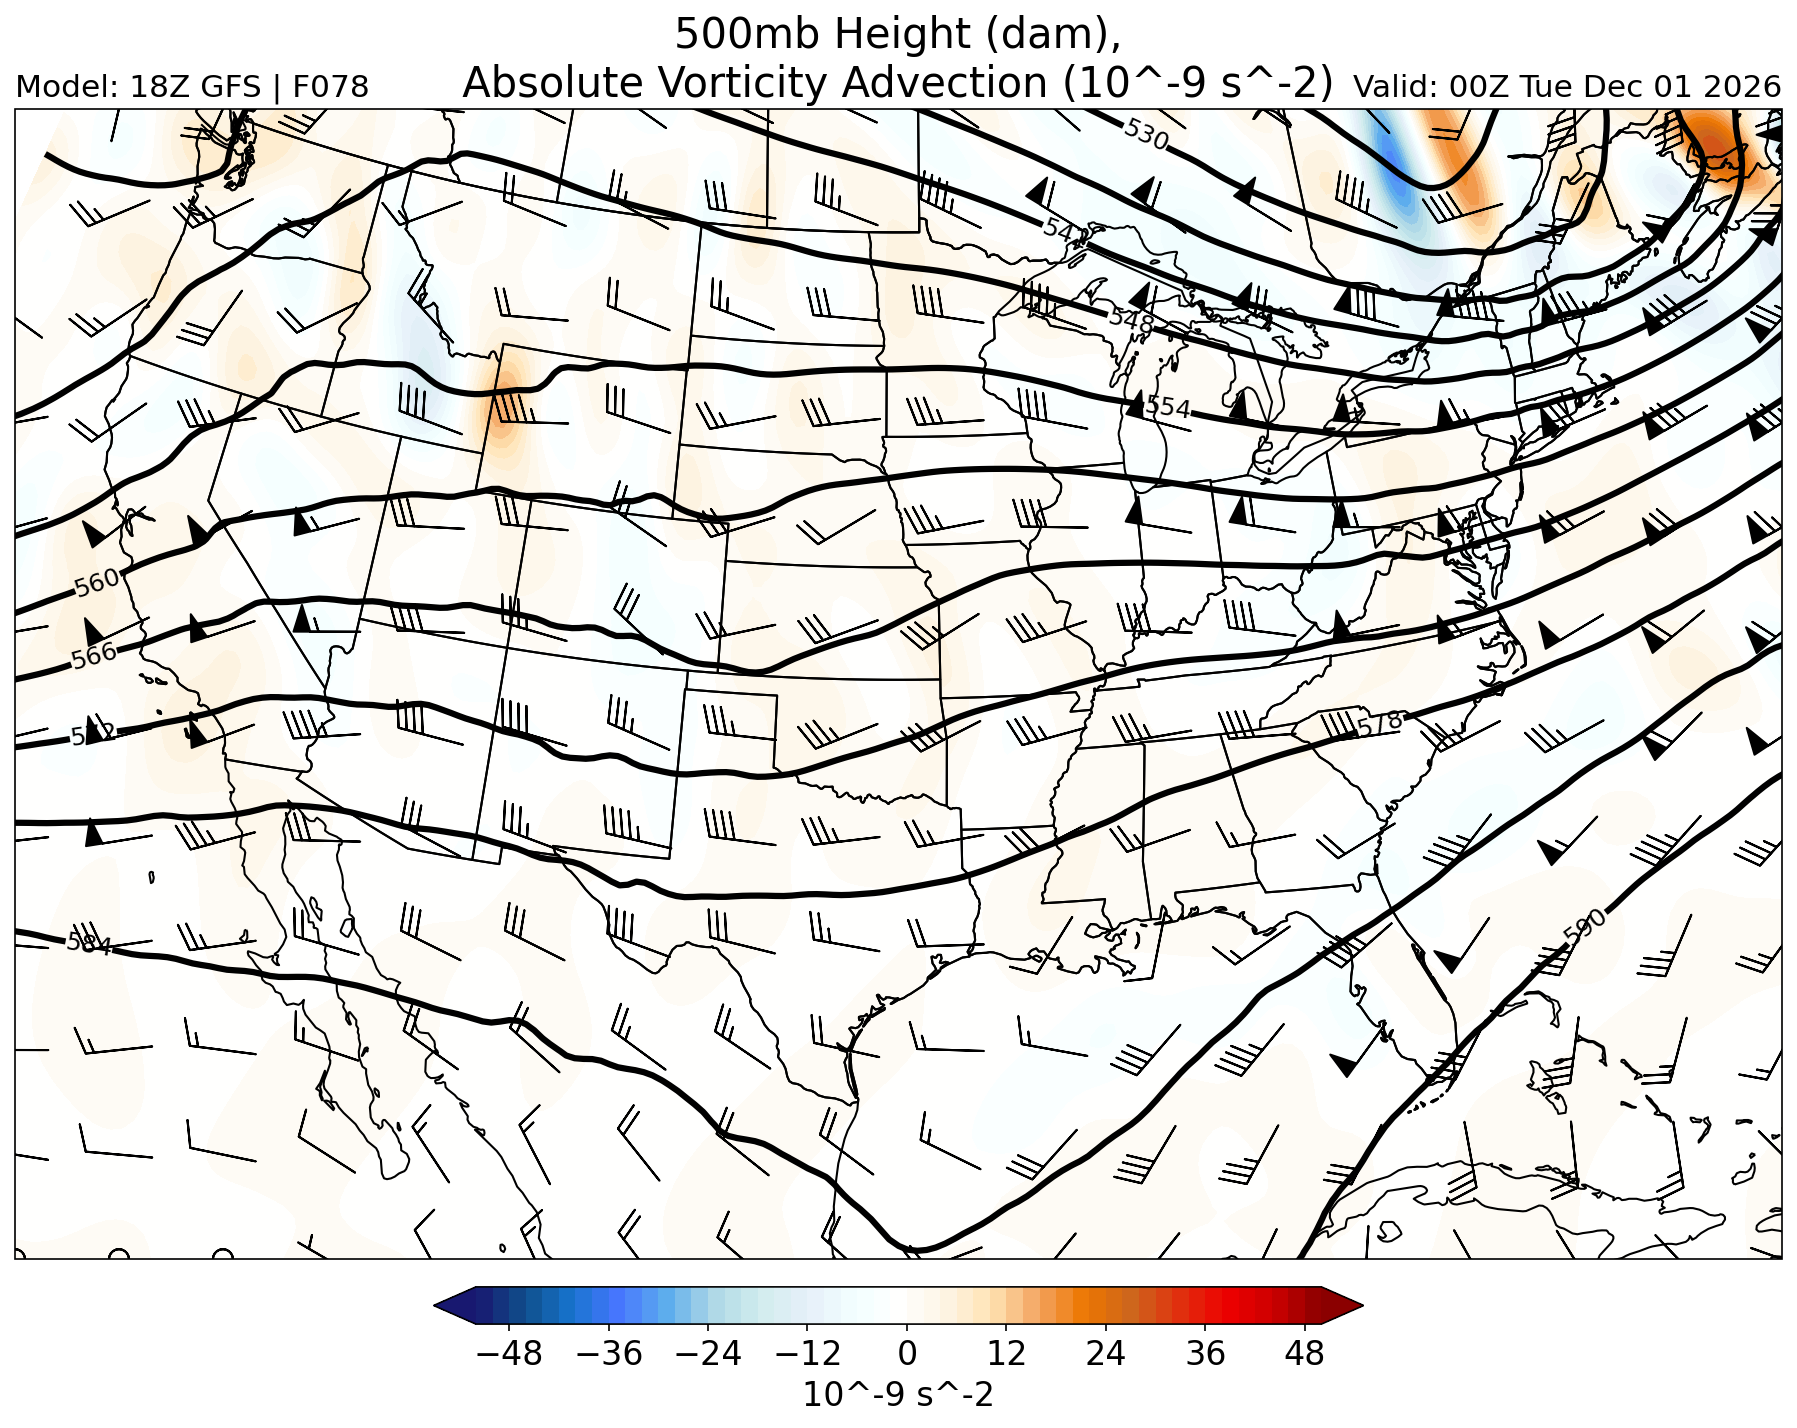 500mb Height (dam),
Model: 18Z GFS | F078
Absolute Vorticity Advection (10^-9 s^-2)
Valid: 00Z Tue Dec 01 2026
530
548
554
560
566
578
584
590
−48 −36 −24 −12 0 12 24 36 48
10^-9 s^-2